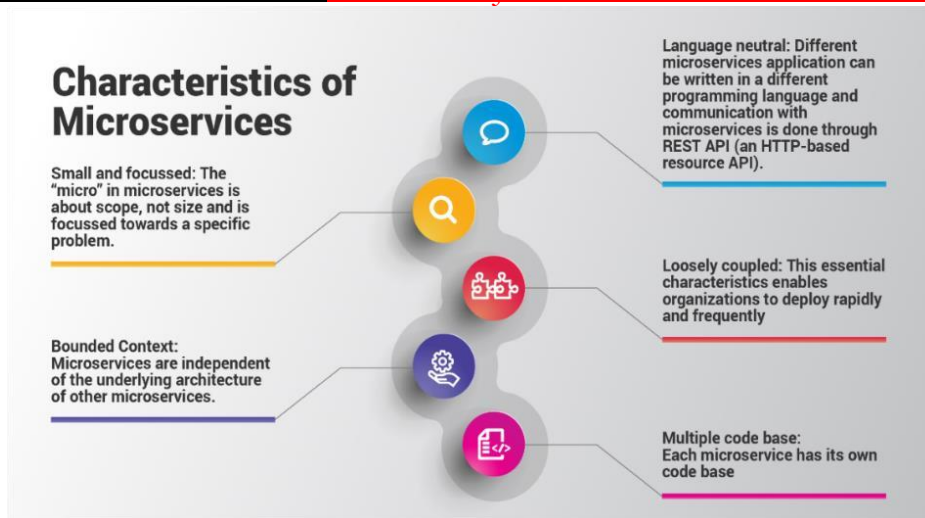 Characteristics of
Microservices
Small and focussed: The
“micro” in microservices is
about scope, not size and is
focussed towards a specific
problem.
Bounded Context:
Microservices are independent
of the underlying architecture
of other microservices.
Language neutral: Different
microservices application can
be written in a different
programming language and
communication with
microservices is done through
REST API (an HTTP-based
resource API).
Loosely coupled: This essential
characteristics enables
organizations to deploy rapidly
and frequently
Multiple code base:
Each microservice has its own
code base